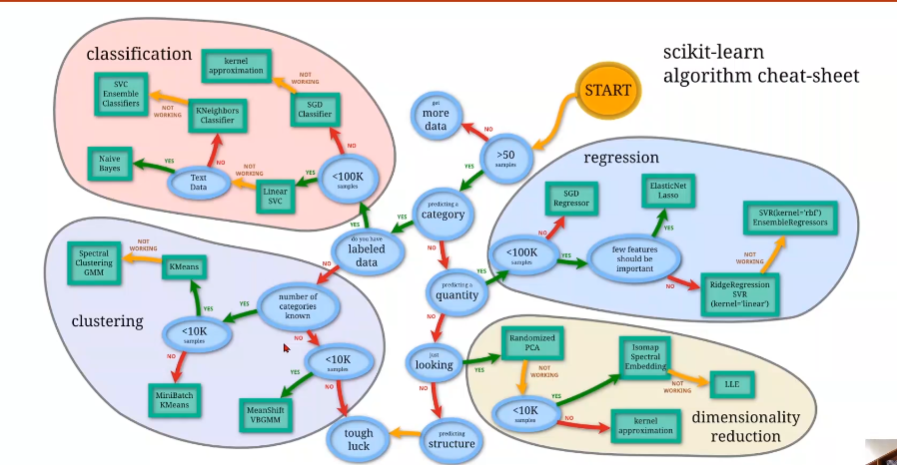 scikit-learn
algorithm cheat-sheet
START
classification
kernel
approximation
NOT
WORKING
SVC
Ensemble
Classifiers
NOT
WORKING
KNeighbors
Classifier
SGD
Classifier
NO
Naive
Bayes
YES
Text
Data
NO
NOT
WORKING
Linear
SVC
YES
<100K
samples
YES
get
more
data
NO
>50
samples
YES
predicting a
category
YES
NO
do you have
labeled
data
NO
predicting a
quantity
YES
NO
just
looking
YES
NO
predicting
structure
tough
luck
regression
SGD
Regressor
NO
<100K
samples
YES
ElasticNet
Lasso
YES
few features
should be
important
NO
SVR(kernel='rbf')
EnsembleRegressors
NOT
WORKING
RidgeRegression
SVR
(kernel='linear')
clustering
Spectral
Clustering
GMM
NOT
WORKING
KMeans
YES
<10K
samples
NO
MiniBatch
KMeans
YES
number of
categories
known
NO
<10K
samples
YES
NO
MeanShift
VBGMM
dimensionality
reduction
Randomized
PCA
NOT
WORKING
<10K
samples
YES
NO
Isomap
Spectral
Embedding
NOT
WORKING
LLE
kernel
approximation